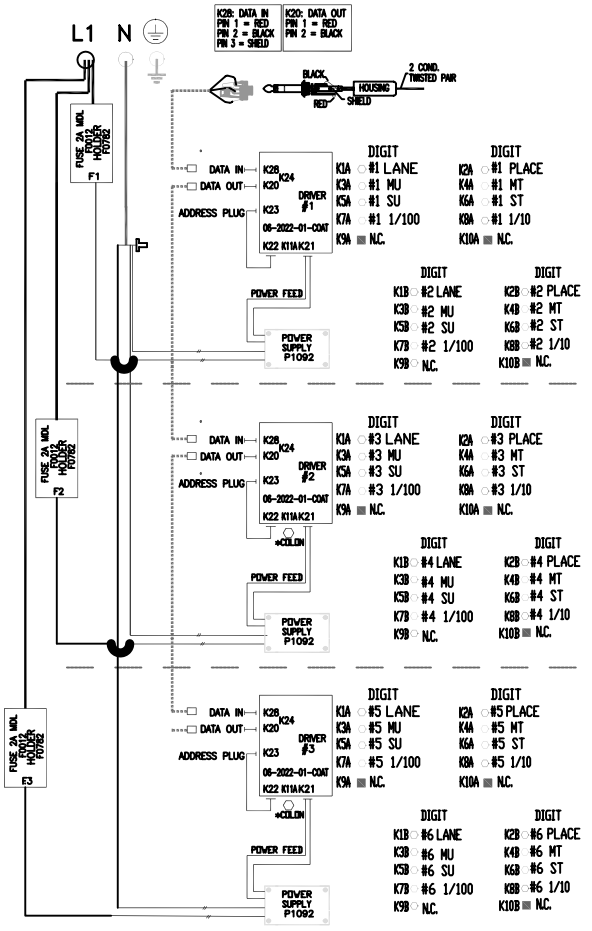 K28: DATA IN
PIN 1 = RED
PIN 2 = BLACK
PIN 3 = SHIELD
K20: DATA OUT
PIN 1 = RED
PIN 2 = BLACK
L1 N
BLACK
RED
SHIELD
HOUSING
2 COND.
TWISTED PAIR
FUSE 2A MDL
F0012
HOLDER
F0782
F1
DATA IN
DATA OUT
ADDRESS PLUG
K28
K24
K20
K23
DRIVER
#1
06-2022-01-COAT
K22 K11A K21
POWER FEED
POWER
SUPPLY
P1092
DIGIT
K1A #1 LANE
K3A #1 MU
K5A #1 SU
K7A #1 1/100
K9A N.C.
DIGIT
K2A #1 PLACE
K4A #1 MT
K6A #1 ST
K8A #1 1/10
K10A N.C.
DIGIT
K1B #2 LANE
K3B #2 MU
K5B #2 SU
K7B #2 1/100
K9B N.C.
DIGIT
K2B #2 PLACE
K4B #2 MT
K6B #2 ST
K8B #2 1/10
K10B N.C.
FUSE 2A MDL
F0012
HOLDER
F0782
F2
DATA IN
DATA OUT
ADDRESS PLUG
K28
K24
K20
K23
DRIVER
#2
06-2022-01-COAT
K22 K11A K21
*COLON
POWER FEED
POWER
SUPPLY
P1092
DIGIT
K1A #3 LANE
K3A #3 MU
K5A #3 SU
K7A #3 1/100
K9A N.C.
DIGIT
K2A #3 PLACE
K4A #3 MT
K6A #3 ST
K8A #3 1/10
K10A N.C.
DIGIT
K1B #4 LANE
K3B #4 MU
K5B #4 SU
K7B #4 1/100
K9B N.C.
DIGIT
K2B #4 PLACE
K4B #4 MT
K6B #4 ST
K8B #4 1/10
K10B N.C.
FUSE 2A MDL
F0012
HOLDER
F0782
F3
DATA IN
DATA OUT
ADDRESS PLUG
K28
K24
K20
K23
DRIVER
#3
06-2022-01-COAT
K22 K11A K21
*COLON
POWER FEED
POWER
SUPPLY
P1092
DIGIT
K1A #5 LANE
K3A #5 MU
K5A #5 SU
K7A #5 1/100
K9A N.C.
DIGIT
K2A #5 PLACE
K4A #5 MT
K6A #5 ST
K8A #5 1/10
K10A N.C.
DIGIT
K1B #6 LANE
K3B #6 MU
K5B #6 SU
K7B #6 1/100
K9B N.C.
DIGIT
K2B #6 PLACE
K4B #6 MT
K6B #6 ST
K8B #6 1/10
K10B N.C.